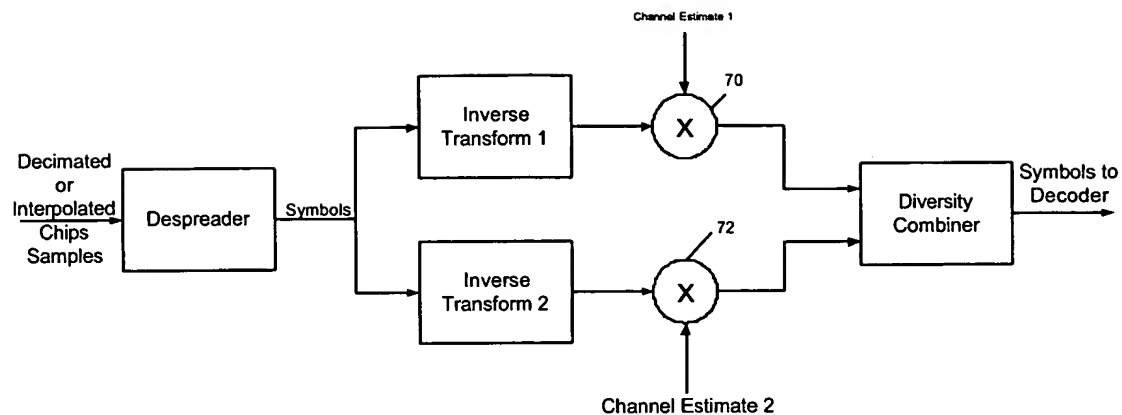 Channel Estimate 1
70
Inverse
Transform 1
X
Decimated
or
Interpolated
Chips
Samples
Despreader
Symbols
Diversity
Combiner
Symbols to
Decoder
72
Inverse
Transform 2
X
Channel Estimate 2